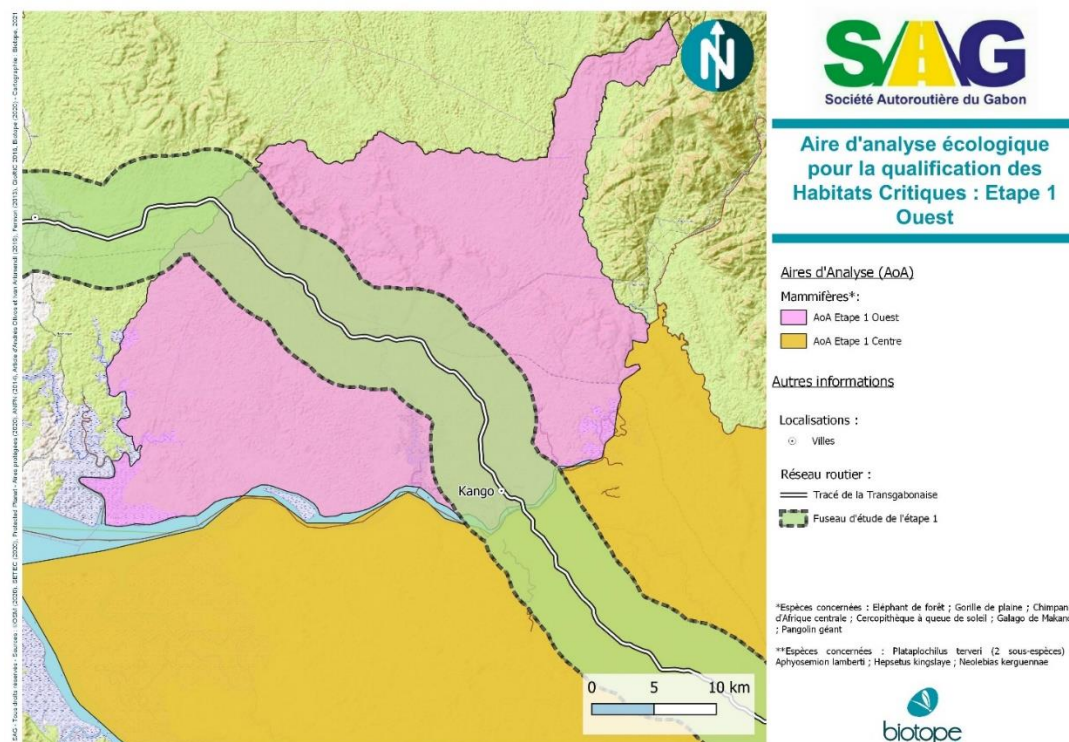 SAG
Société Autoroutière du Gabon
Aire d'analyse écologique
pour la qualification des
Habitats Critiques : Etape 1
Ouest
Aires d'Analyse (AoA)
Mammifères*:
AoA Etape 1 Ouest
AoA Etape 1 Centre
Autres informations
Localisations :
Villes
Réseau routier :
Tracé de la Transgabonaise
Fuseau d'étude de l'étape 1
*Espèces concernées : Eléphant de forêt ; Gorille de plaine ; Chimpan
d'Afrique centrale ; Cercopithèque à queue de soleil ; Galago de Makand
; Pangolin géant
**Espèces concernées : Plataplochilus terveri (2 sous-espèces)
Aphyosemion lamberti ; Hepsetus kingslaye ; Neolebias kerguennae
biotope
Kango
0 5 10 km
N